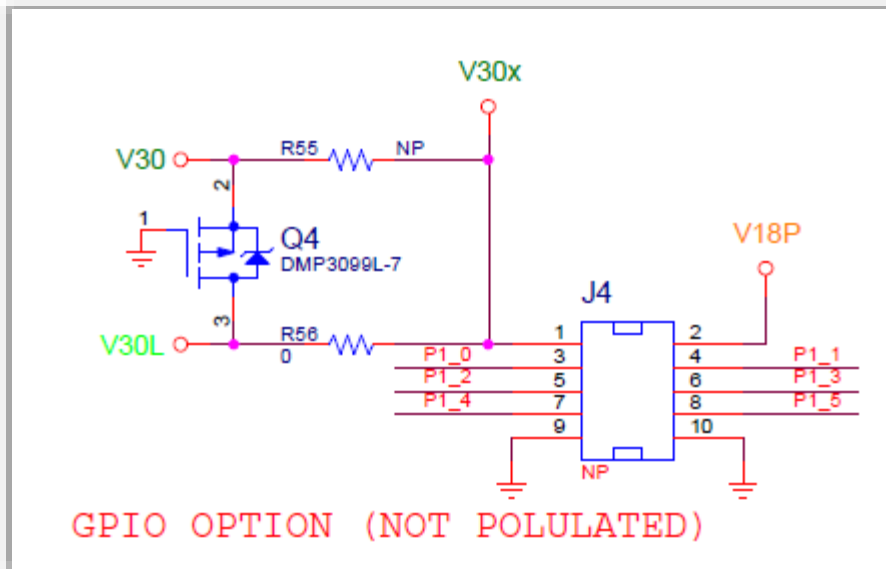 V30x
V30
R55
NP
2
1
Q4
DMP3099L-7
V18P
3
V30L
R56
0
J4
1
2
P1_0
3
4
P1_1
P1_2
5
6
P1_3
P1_4
7
8
P1_5
9
10
NP
GPIO OPTION (NOT POLULATED)